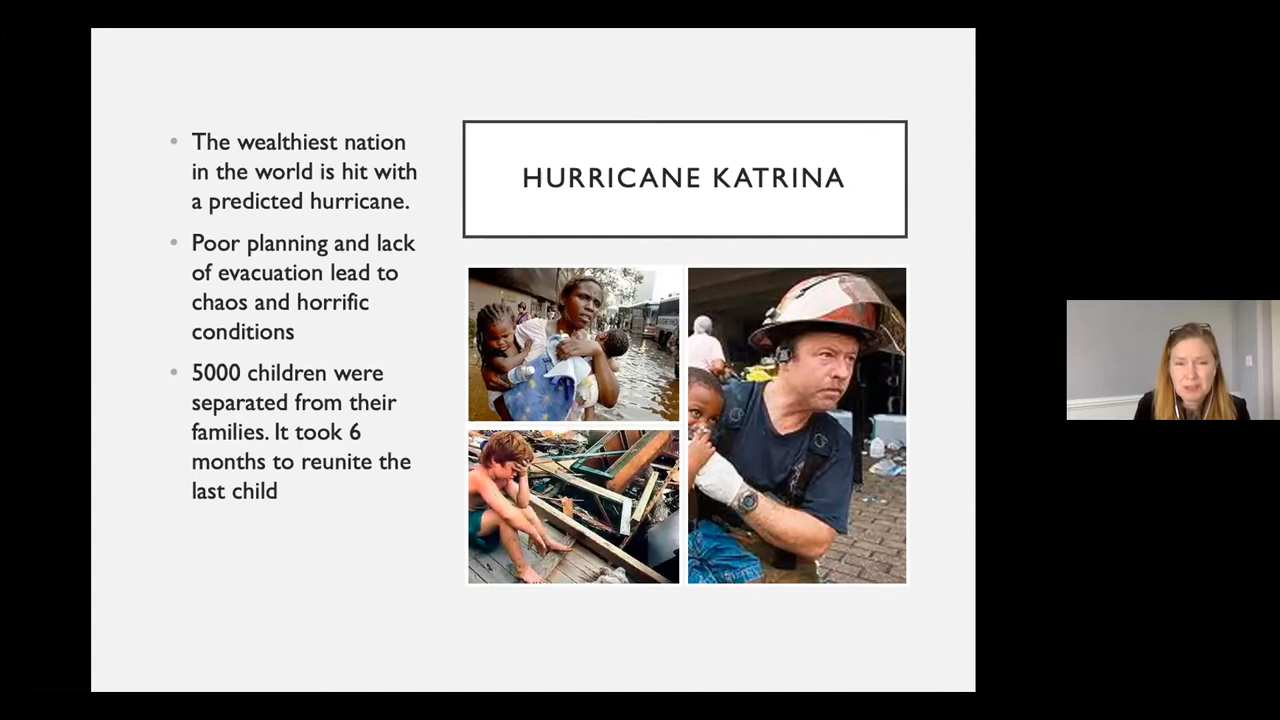 The wealthiest nation
in the world is hit with
a predicted hurricane.
Poor planning and lack
of evacuation lead to
chaos and horrific
conditions
5000 children were
separated from their
families. It took 6
months to reunite the
last child
HURRICANE KATRINA